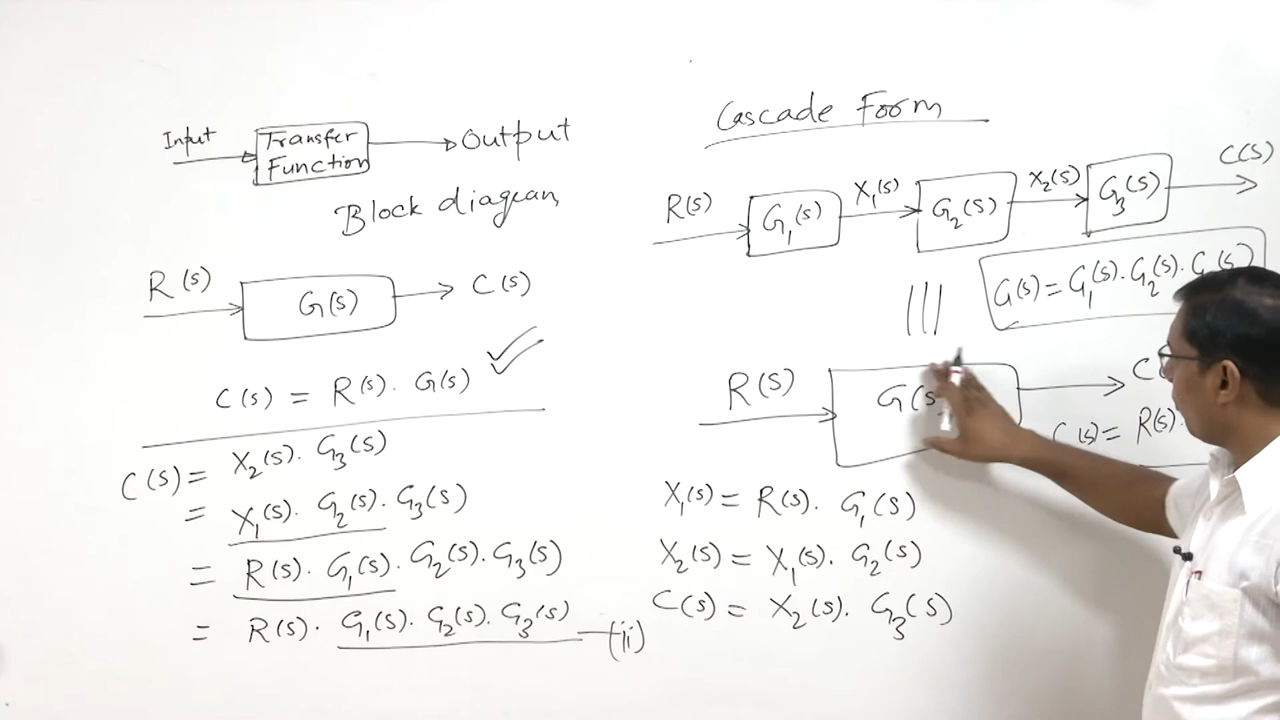 Input
Transfer
Function
Output
Block diagram
R(s)
G(s)
C(s)
C(s) = R(s). G(s)
C(s) = X₂(s). G₃(s)
= X₁(s). G₂(s). G₃(s)
= R(s). G₁(s). G₂(s). G₃(s)
= R(s). G₁(s). G₂(s). G₃(s) —(ii)
Cascade Form
R(s)
G₁(s)
X₁(s)
G₂(s)
X₂(s)
G₃(s)
C(s)
G(s) = G₁(s). G₂(s).
R(s)
G(s
C(s) = R(s).
X₁(s) = R(s). G₁(s)
X₂(s) = X₁(s). G₂(s)
C(s) = X₂(s). G₃(s)